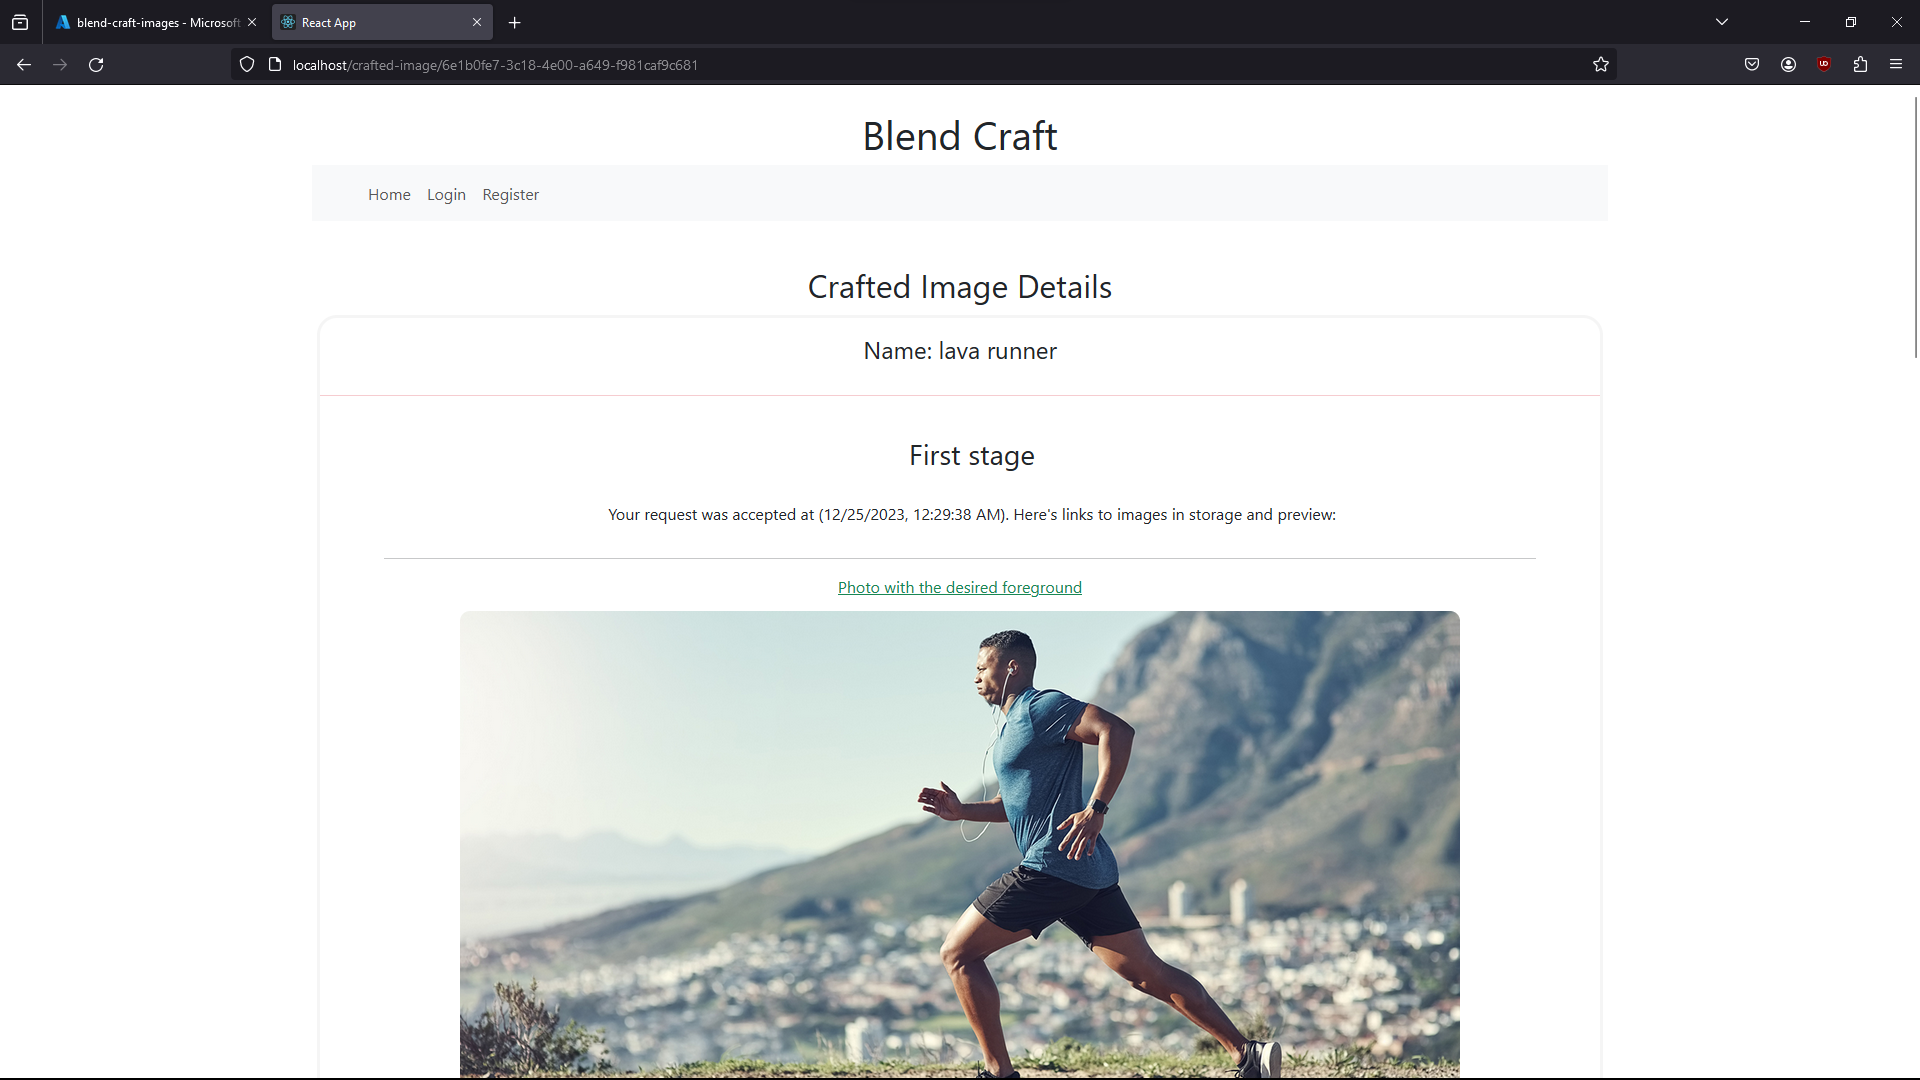 blend-craft-images - Microsoft
React App
localhost/crafted-image/6e1b0fe7-3c18-4e00-a649-f981caf9c681
Blend Craft
Home Login Register
Crafted Image Details
Name: lava runner
First stage
Your request was accepted at (12/25/2023, 12:29:38 AM). Here's links to images in storage and preview:
Photo with the desired foreground